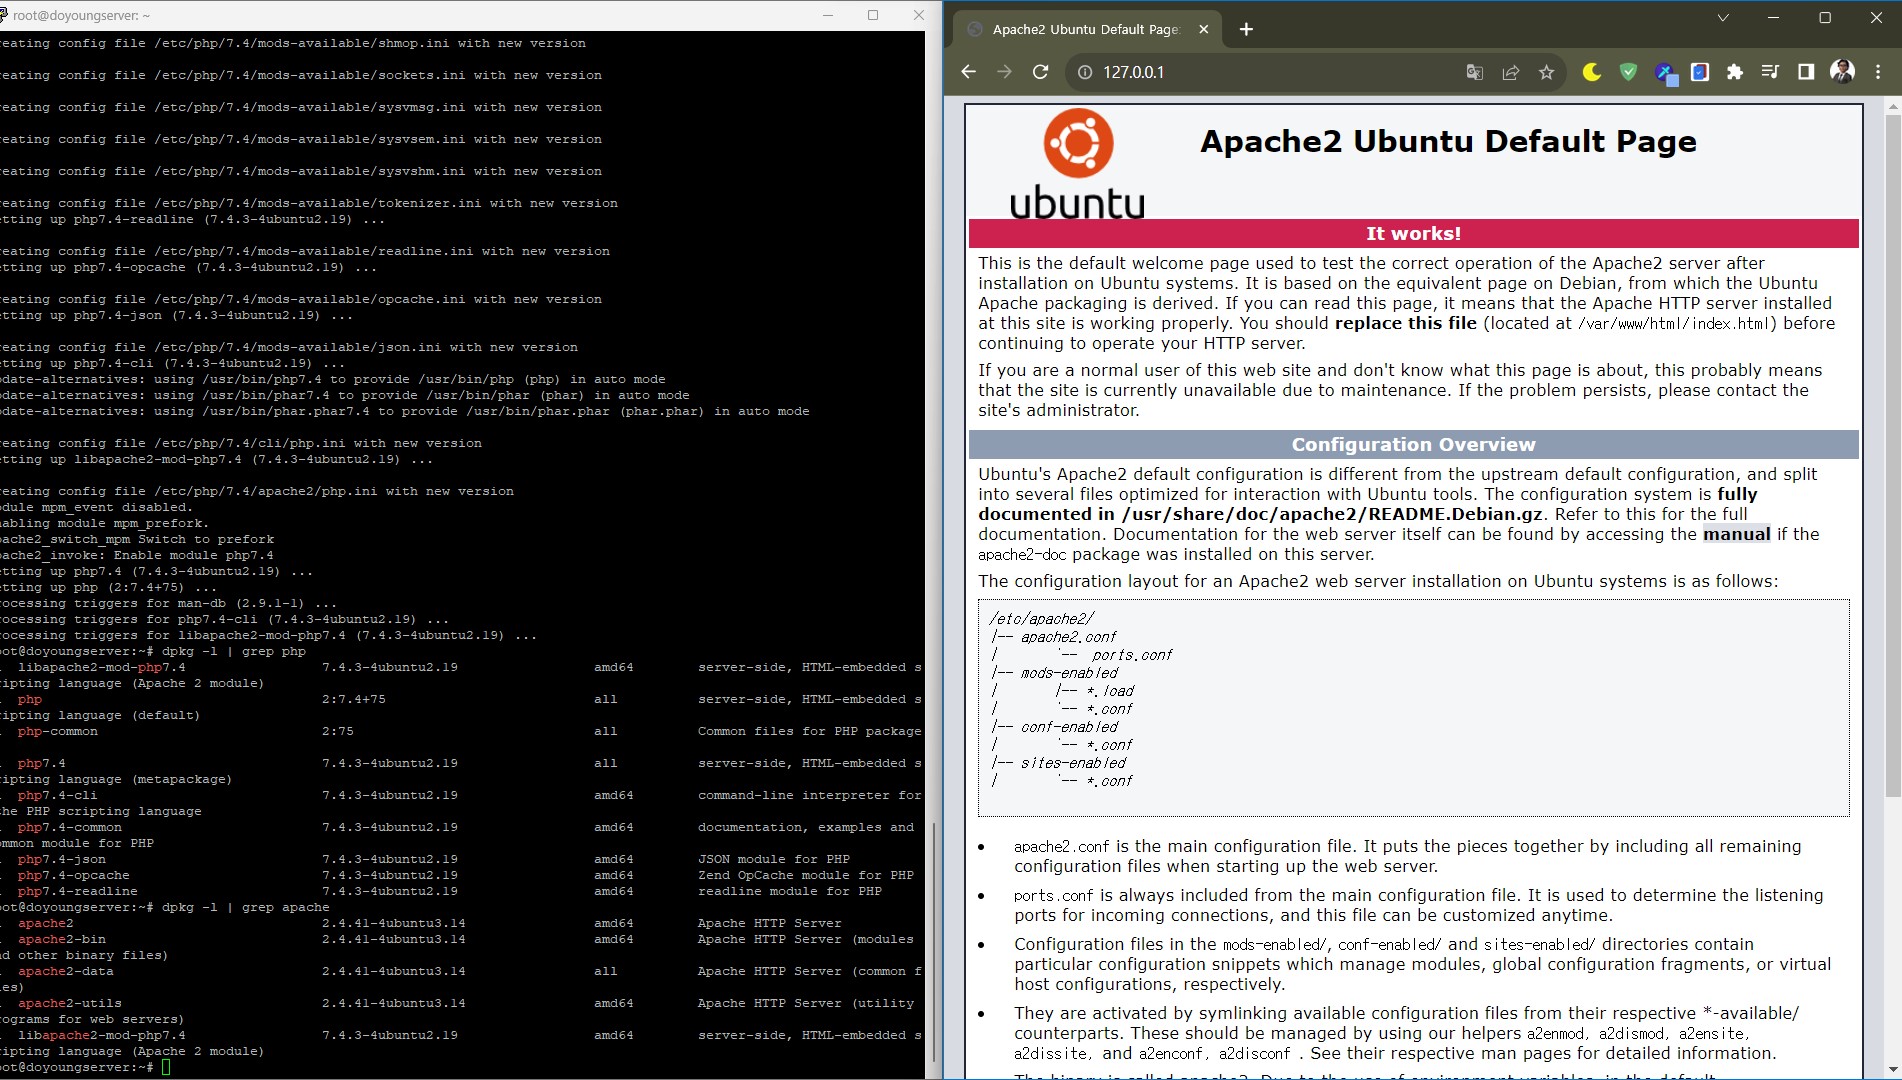 root@doyoungserver: ~
eating config file /etc/php/7.4/mods-available/shmop.ini with new version
eating config file /etc/php/7.4/mods-available/sockets.ini with new version
eating config file /etc/php/7.4/mods-available/sysvmsg.ini with new version
eating config file /etc/php/7.4/mods-available/sysvsem.ini with new version
eating config file /etc/php/7.4/mods-available/sysvshm.ini with new version
eating config file /etc/php/7.4/mods-available/tokenizer.ini with new version
tting up php7.4-readline (7.4.3-4ubuntu2.19) ...
eating config file /etc/php/7.4/mods-available/readline.ini with new version
tting up php7.4-opcache (7.4.3-4ubuntu2.19) ...
eating config file /etc/php/7.4/mods-available/opcache.ini with new version
tting up php7.4-json (7.4.3-4ubuntu2.19) ...
eating config file /etc/php/7.4/mods-available/json.ini with new version
tting up php7.4-cli (7.4.3-4ubuntu2.19) ...
date-alternatives: using /usr/bin/php7.4 to provide /usr/bin/php (php) in auto mode
date-alternatives: using /usr/bin/phar7.4 to provide /usr/bin/phar (phar) in auto mode
date-alternatives: using /usr/bin/phar.phar7.4 to provide /usr/bin/phar.phar (phar.phar) in auto mode
eating config file /etc/php/7.4/cli/php.ini with new version
tting up libapache2-mod-php7.4 (7.4.3-4ubuntu2.19) ...
eating config file /etc/php/7.4/apache2/php.ini with new version
dule mpm_event disabled.
abling module mpm_prefork.
ache2_switch_mpm Switch to prefork
ache2_invoke: Enable module php7.4
tting up php7.4 (7.4.3-4ubuntu2.19) ...
tting up php (2:7.4+75) ...
ocessing triggers for man-db (2.9.1-1) ...
ocessing triggers for php7.4-cli (7.4.3-4ubuntu2.19) ...
ocessing triggers for libapache2-mod-php7.4 (7.4.3-4ubuntu2.19) ...
ot@doyoungserver:~# dpkg -l | grep php
libapache2-mod-php7.4 7.4.3-4ubuntu2.19 amd64 server-side, HTML-embedded s
ipting language (Apache 2 module)
php 2:7.4+75 all server-side, HTML-embedded s
ipting language (default)
php-common 2:75 all Common files for PHP package
php7.4 7.4.3-4ubuntu2.19 all server-side, HTML-embedded s
ipting language (metapackage)
php7.4-cli 7.4.3-4ubuntu2.19 amd64 command-line interpreter for
he PHP scripting language
php7.4-common 7.4.3-4ubuntu2.19 amd64 documentation, examples and
mmon module for PHP
php7.4-json 7.4.3-4ubuntu2.19 amd64 JSON module for PHP
php7.4-opcache 7.4.3-4ubuntu2.19 amd64 Zend OpCache module for PHP
php7.4-readline 7.4.3-4ubuntu2.19 amd64 readline module for PHP
ot@doyoungserver:~# dpkg -l | grep apache
apache2 2.4.41-4ubuntu3.14 amd64 Apache HTTP Server
apache2-bin 2.4.41-4ubuntu3.14 amd64 Apache HTTP Server (modules
d other binary files)
apache2-data 2.4.41-4ubuntu3.14 all Apache HTTP Server (common f
es)
apache2-utils 2.4.41-4ubuntu3.14 amd64 Apache HTTP Server (utility
ograms for web servers)
libapache2-mod-php7.4 7.4.3-4ubuntu2.19 amd64 server-side, HTML-embedded s
ipting language (Apache 2 module)
ot@doyoungserver:~#
Apache2 Ubuntu Default Page:
127.0.0.1
ubuntu
Apache2 Ubuntu Default Page
It works!
This is the default welcome page used to test the correct operation of the Apache2 server after
installation on Ubuntu systems. It is based on the equivalent page on Debian, from which the Ubuntu
Apache packaging is derived. If you can read this page, it means that the Apache HTTP server installed
at this site is working properly. You should replace this file (located at /var/www/html/index.html) before
continuing to operate your HTTP server.
If you are a normal user of this web site and don't know what this page is about, this probably means
that the site is currently unavailable due to maintenance. If the problem persists, please contact the
site's administrator.
Configuration Overview
Ubuntu's Apache2 default configuration is different from the upstream default configuration, and split
into several files optimized for interaction with Ubuntu tools. The configuration system is fully
documented in /usr/share/doc/apache2/README.Debian.gz. Refer to this for the full
documentation. Documentation for the web server itself can be found by accessing the manual if the
apache2-doc package was installed on this server.
The configuration layout for an Apache2 web server installation on Ubuntu systems is as follows:
/etc/apache2/
|-- apache2.conf
| `-- ports.conf
|-- mods-enabled
| |-- *.load
| `-- *.conf
|-- conf-enabled
| `-- *.conf
|-- sites-enabled
| `-- *.conf
• apache2.conf is the main configuration file. It puts the pieces together by including all remaining
configuration files when starting up the web server.
• ports.conf is always included from the main configuration file. It is used to determine the listening
ports for incoming connections, and this file can be customized anytime.
• Configuration files in the mods-enabled/, conf-enabled/ and sites-enabled/ directories contain
particular configuration snippets which manage modules, global configuration fragments, or virtual
host configurations, respectively.
• They are activated by symlinking available configuration files from their respective *-available/
counterparts. These should be managed by using our helpers a2enmod, a2dismod, a2ensite,
a2dissite, and a2enconf, a2disconf . See their respective man pages for detailed information.
The binary is called apache2. Due to the use of environment variables, in the default